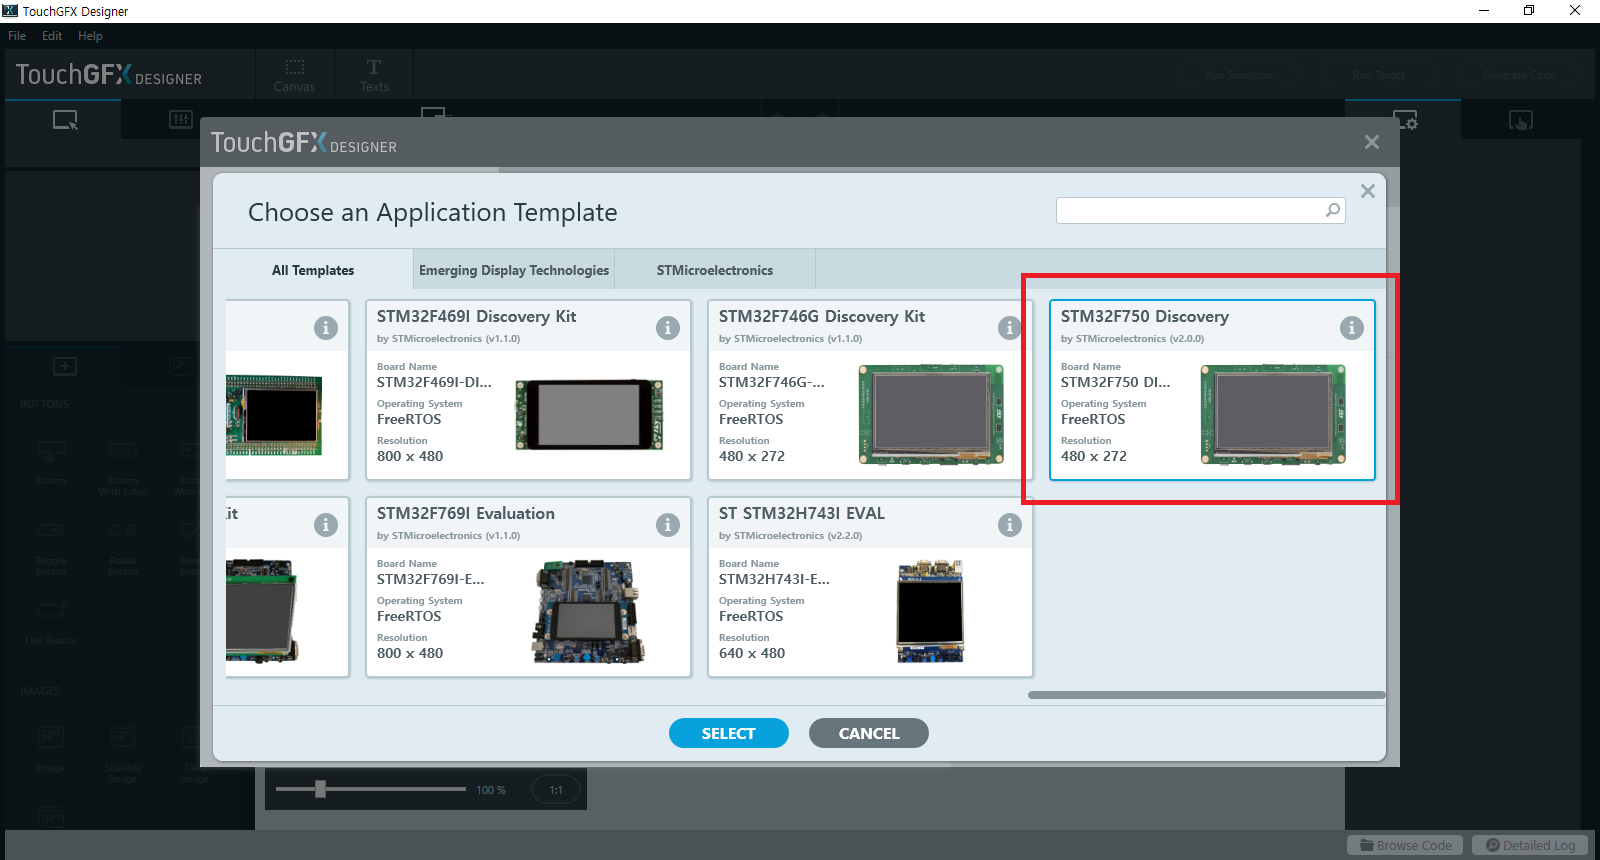 TouchGFX Designer
File Edit Help
TouchGFX DESIGNER
Canvas
Texts
Run Simulator
Run Target
Generate Code
TouchGFX DESIGNER
Choose an Application Template
All Templates
Emerging Display Technologies
STMicroelectronics
STM32F469I Discovery Kit
by STMicroelectronics (v1.1.0)
Board Name
STM32F469I-DI...
Operating System
FreeRTOS
Resolution
800 x 480
STM32F746G Discovery Kit
by STMicroelectronics (v1.1.0)
Board Name
STM32F746G-...
Operating System
FreeRTOS
Resolution
480 x 272
STM32F750 Discovery
by STMicroelectronics (v2.0.0)
Board Name
STM32F750 DI...
Operating System
FreeRTOS
Resolution
480 x 272
it
STM32F769I Evaluation
by STMicroelectronics (v1.1.0)
Board Name
STM32F769I-E...
Operating System
FreeRTOS
Resolution
800 x 480
ST STM32H743I EVAL
by STMicroelectronics (v2.2.0)
Board Name
STM32H743I-E...
Operating System
FreeRTOS
Resolution
640 x 480
SELECT
CANCEL
BUTTONS
Button
Button
With Label
Toggle
Button
Radio
Button
Flex Button
IMAGES
Image
Scalable
Image
Image
100 %
1:1
Browse Code
Detailed Log